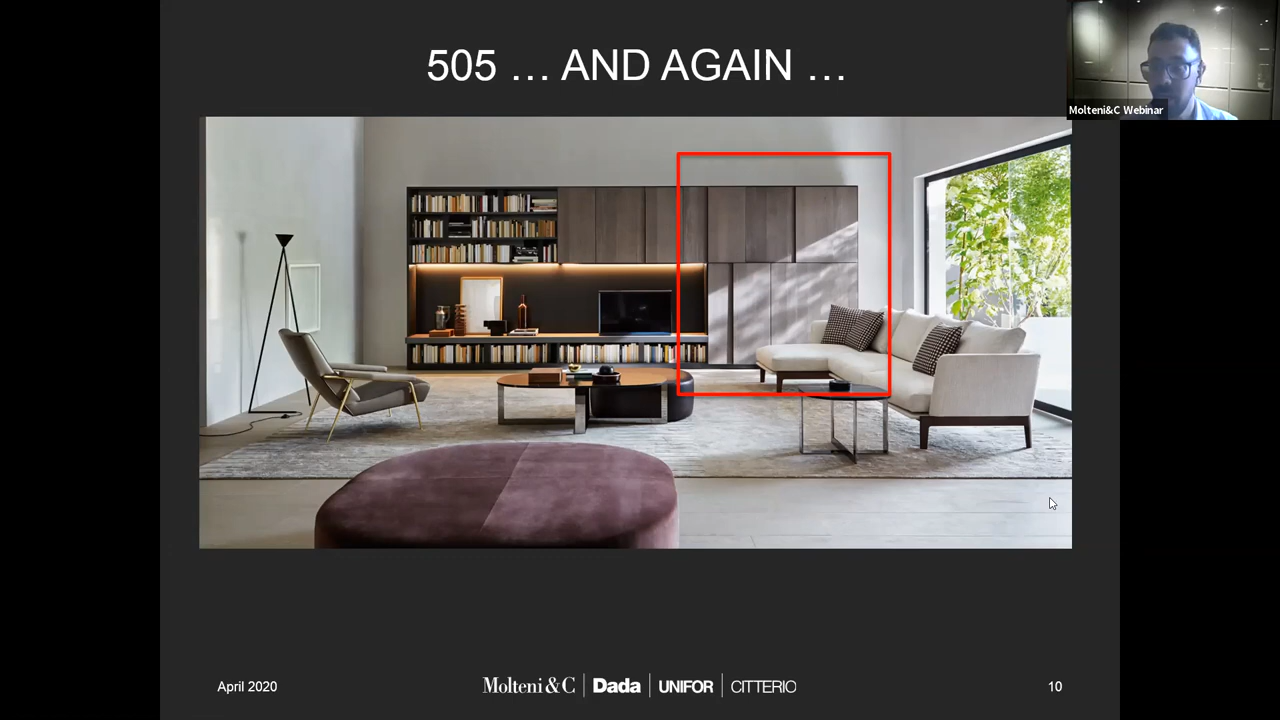 505 … AND AGAIN …
Molteni&C Webinar
April 2020
Molteni&C | Dada | UNIFOR | CITTERIO
10